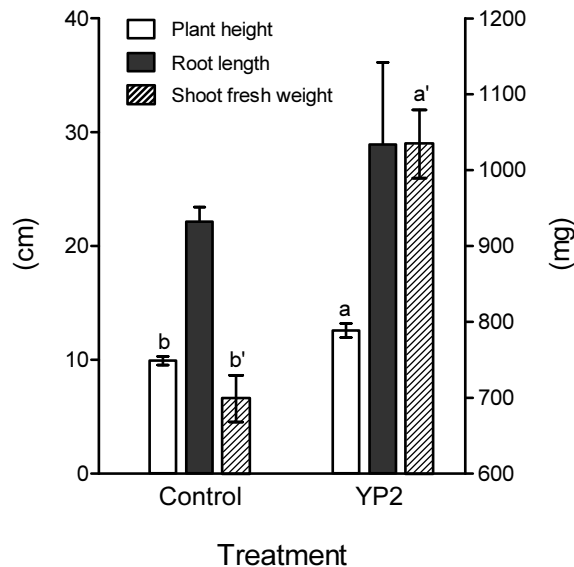 Plant height
Root length
Shoot fresh weight
40
30
20
10
0
(cm)
1200
1100
1000
900
800
700
600
(mg)
b
b'
a
a'
Control
YP2
Treatment